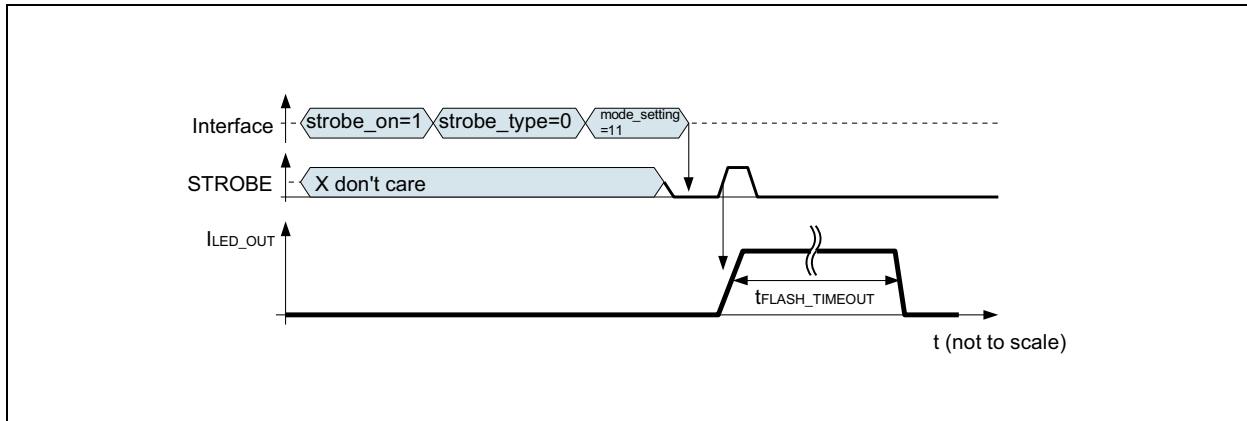 Interface
strobe_on=1
strobe_type=0
mode_setting
=11
STROBE
X don't care
ILED_OUT
tFLASH_TIMEOUT
t (not to scale)